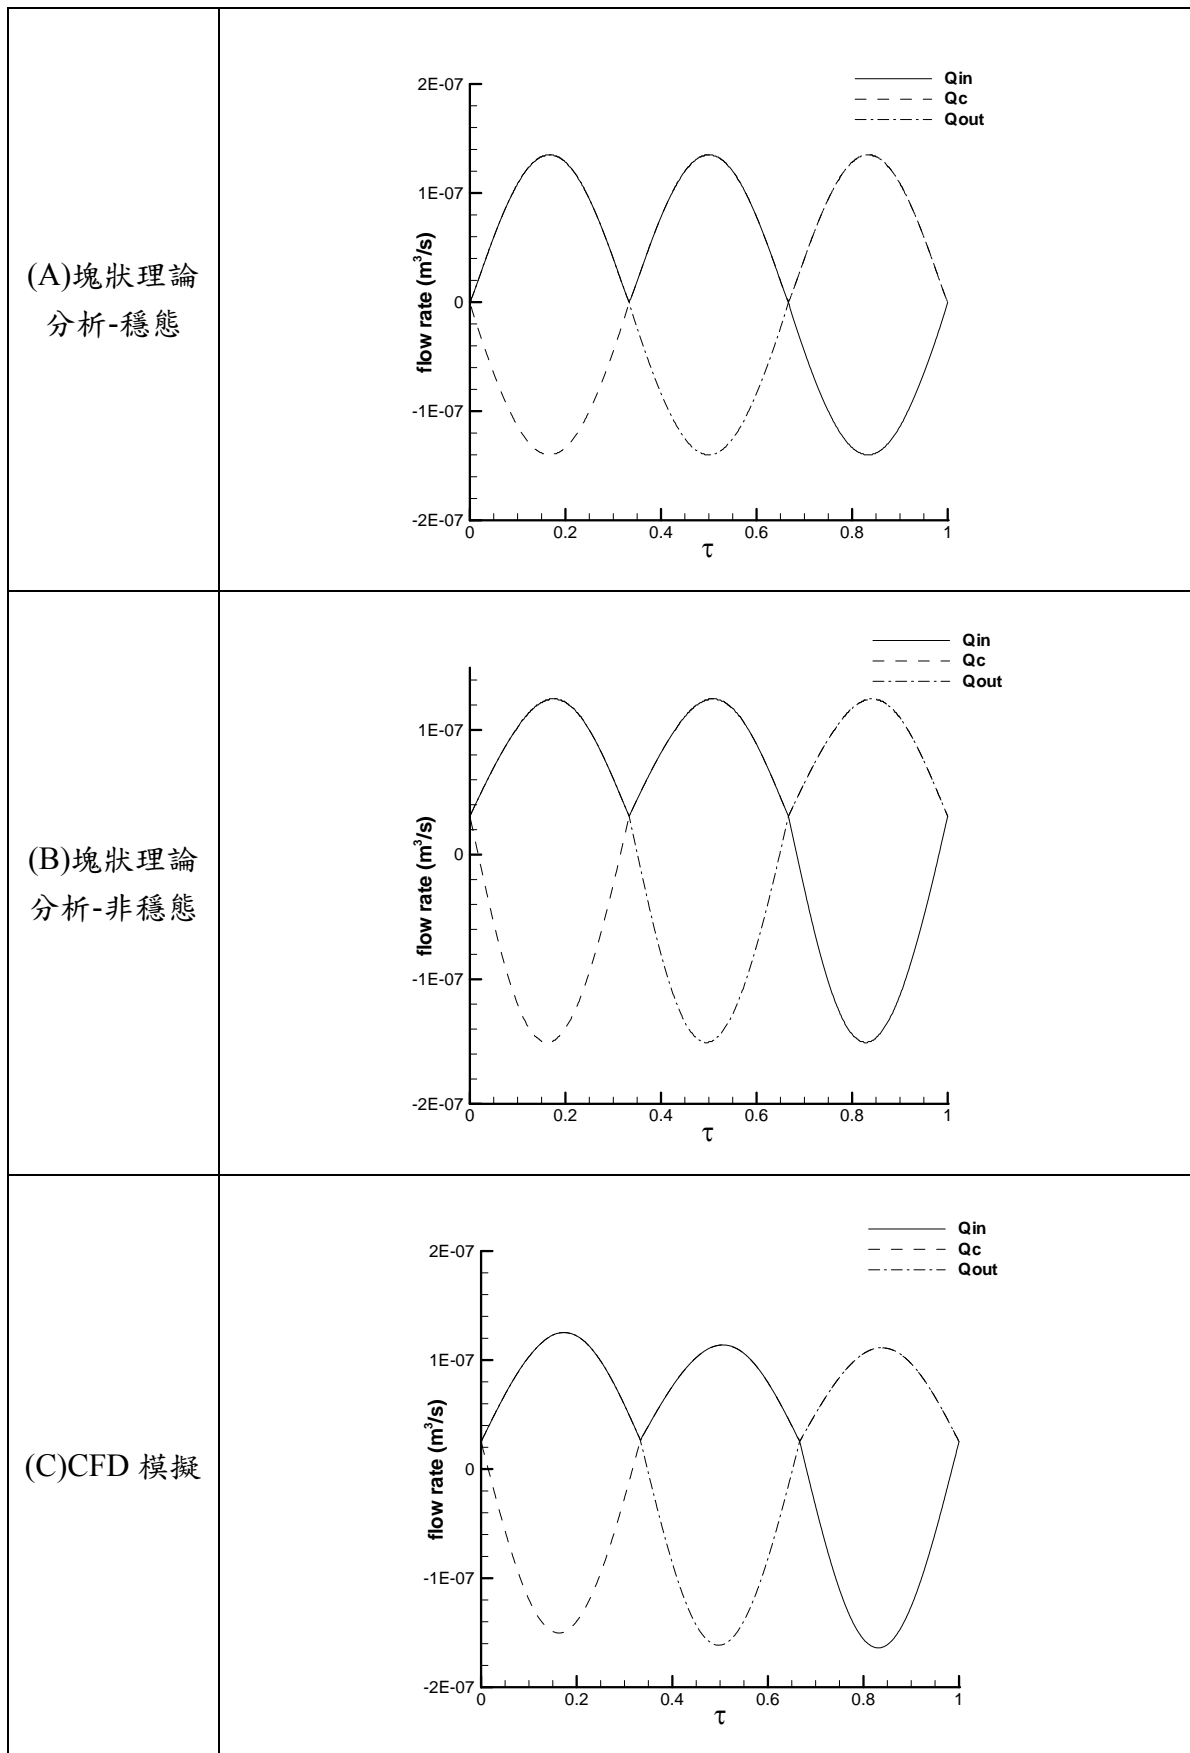 (A)塊狀理論
分析-穩態
Qin
Qc
Qout
2E-07
1E-07
0
-1E-07
-2E-07
flow rate (m³/s)
0 0.2 0.4 0.6 0.8 1
τ
(B)塊狀理論
分析-非穩態
Qin
Qc
Qout
1E-07
0
-1E-07
-2E-07
flow rate (m³/s)
0 0.2 0.4 0.6 0.8 1
τ
(C)CFD 模擬
Qin
Qc
Qout
2E-07
1E-07
0
-1E-07
-2E-07
flow rate (m³/s)
0 0.2 0.4 0.6 0.8 1
τ